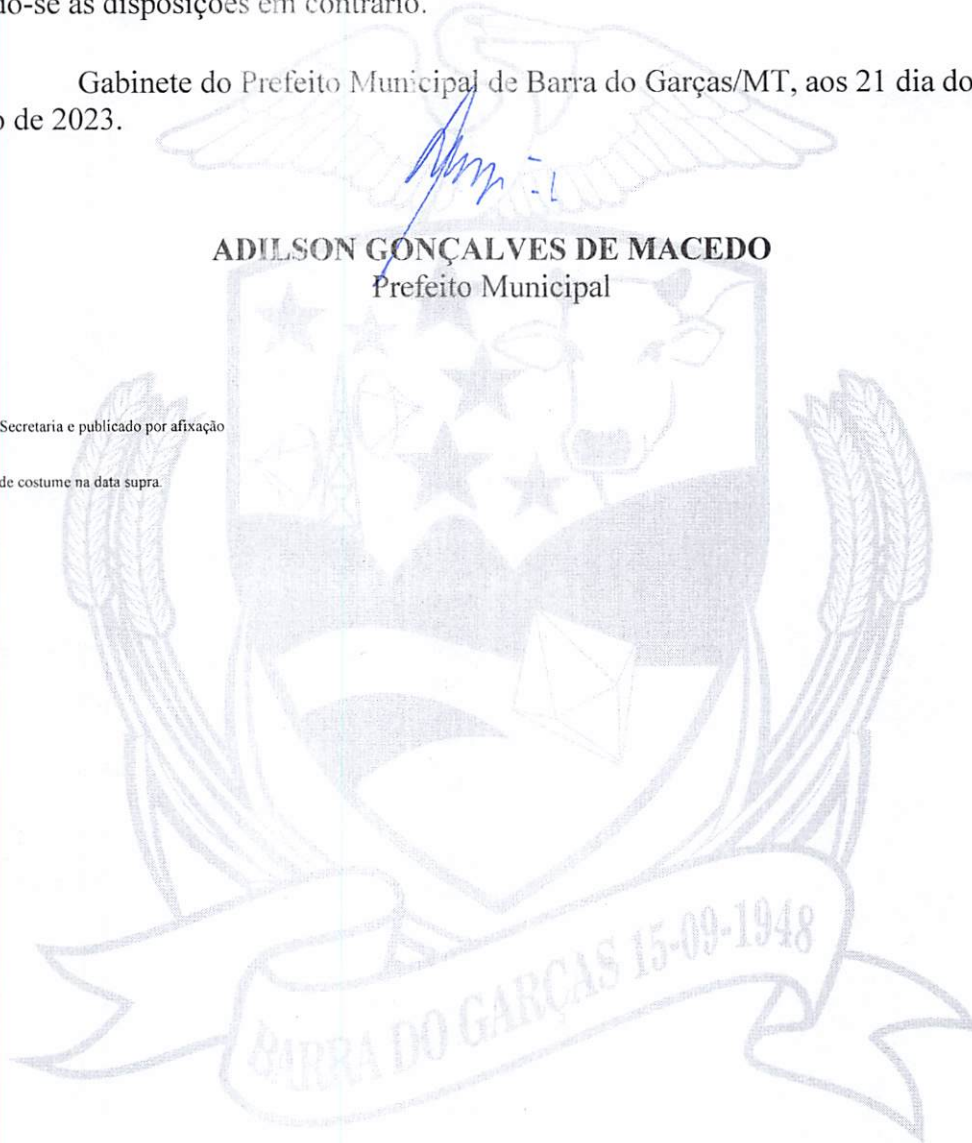 do-se as disposições em contrário.
Gabinete do Prefeito Municipal de Barra do Garças/MT, aos 21 dia do
o de 2023.
ADILSON GONÇALVES DE MACEDO
Prefeito Municipal
Secretaria e publicado por afixação
de costume na data supra.
BARRA DO GARÇAS 15-09-1948